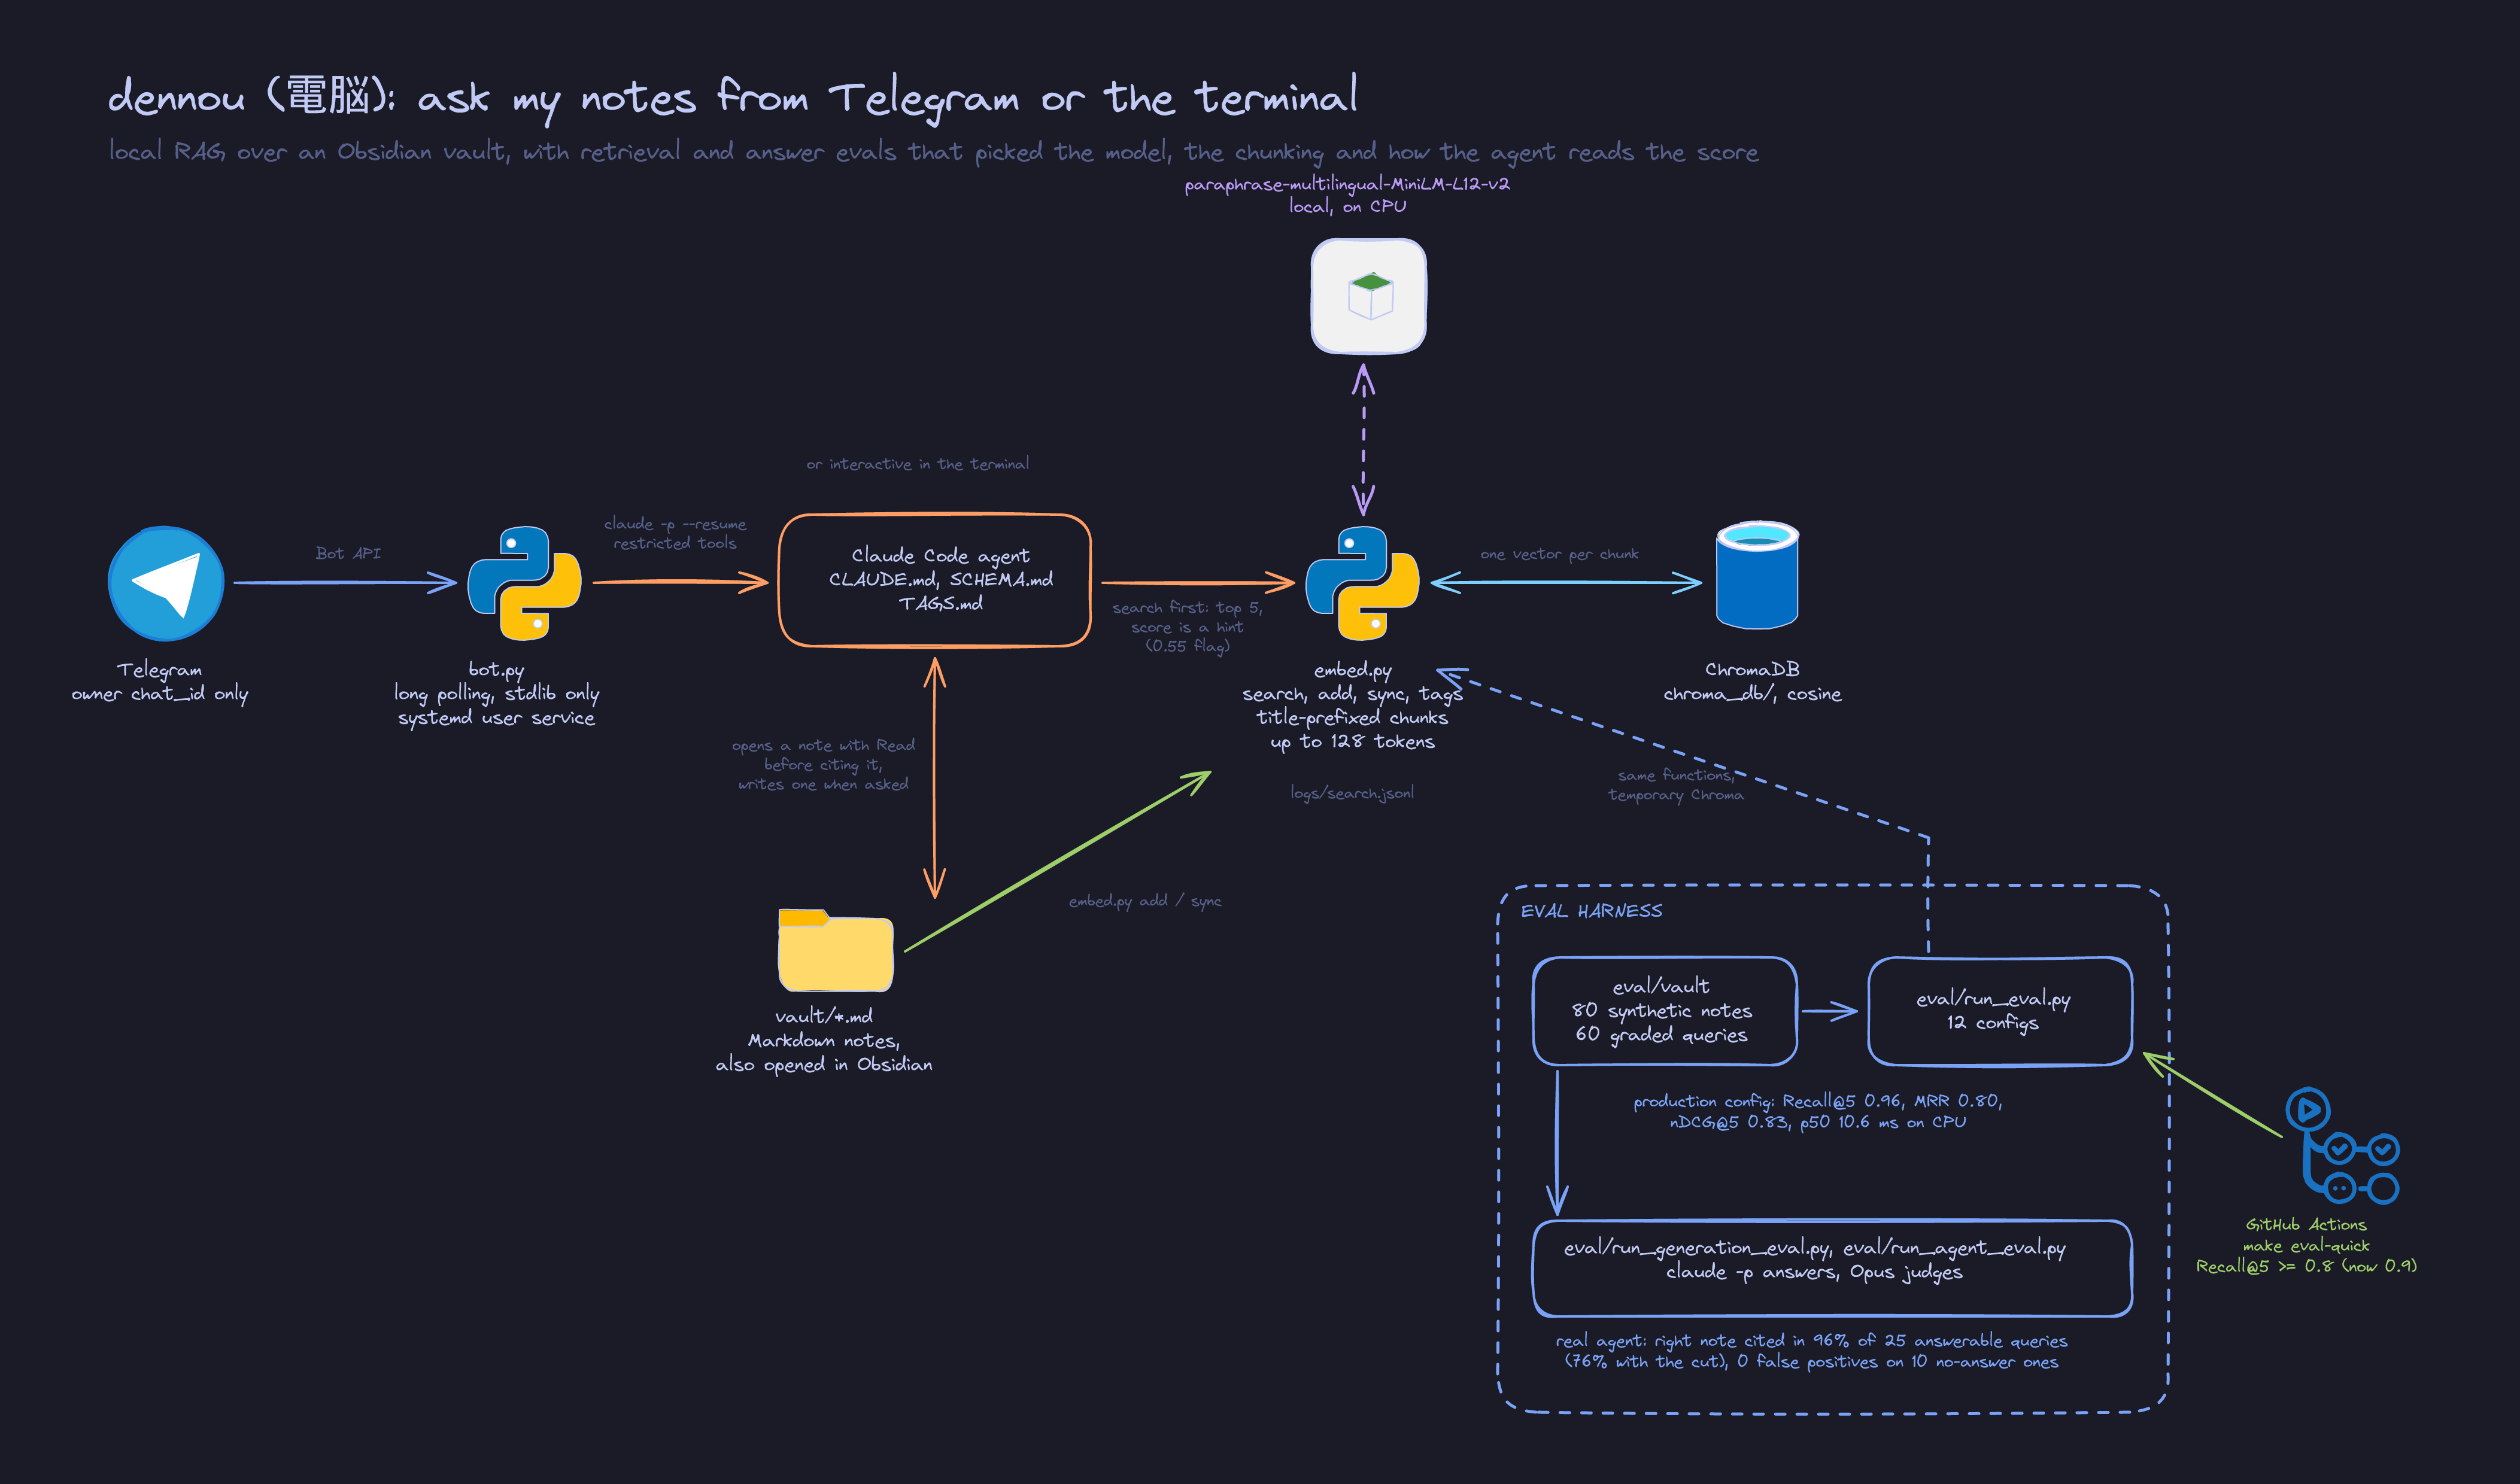 dennou (電脳): ask my notes from Telegram or the terminal
local RAG over an Obsidian vault, with retrieval and answer evals that picked the model, the chunking and how the agent reads the score
paraphrase-multilingual-MiniLM-L12-v2
local, on CPU
or interactive in the terminal
Bot API
claude -p --resume
restricted tools
Claude Code agent
CLAUDE.md, SCHEMA.md
TAGS.md
search first: top 5,
score is a hint
(0.55 flag)
one vector per chunk
Telegram
owner chat_id only
bot.py
long polling, stdlib only
systemd user service
embed.py
search, add, sync, tags
title-prefixed chunks
up to 128 tokens
logs/search.jsonl
ChromaDB
chroma_db/, cosine
opens a note with Read
before citing it,
writes one when asked
same functions,
temporary Chroma
embed.py add / sync
vault/*.md
Markdown notes,
also opened in Obsidian
EVAL HARNESS
eval/vault
80 synthetic notes
60 graded queries
eval/run_eval.py
12 configs
production config: Recall@5 0.96, MRR 0.80,
nDCG@5 0.83, p50 10.6 ms on CPU
eval/run_generation_eval.py, eval/run_agent_eval.py
claude -p answers, Opus judges
real agent: right note cited in 96% of 25 answerable queries
(76% with the cut), 0 false positives on 10 no-answer ones
GitHub Actions
make eval-quick
Recall@5 >= 0.8 (now 0.9)